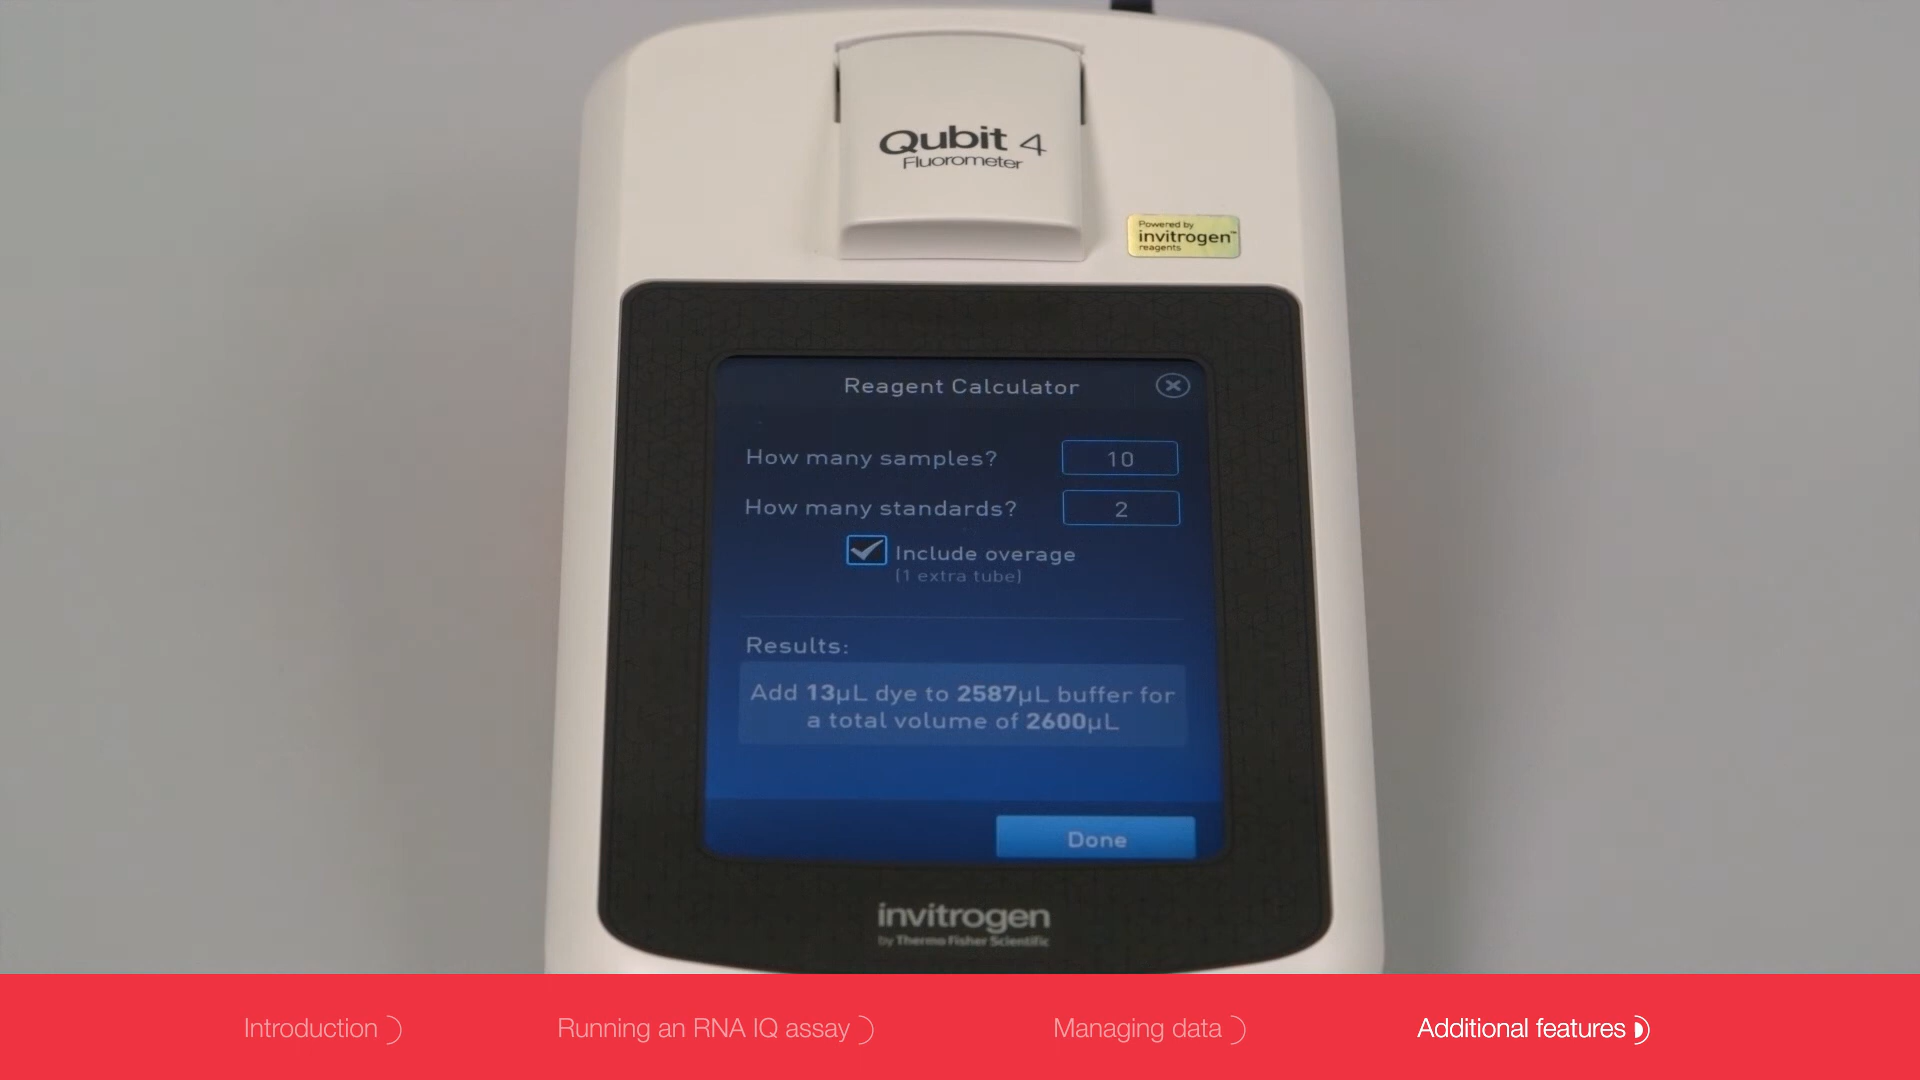 Qubit 4
Fluorometer
Powered by
invitrogen™
reagents
Reagent Calculator
How many samples? 10
How many standards? 2
Include overage
(1 extra tube)
Results:
Add 13µL dye to 2587µL buffer for
a total volume of 2600µL
Done
invitrogen
by Thermo Fisher Scientific
Introduction Running an RNA IQ assay Managing data Additional features